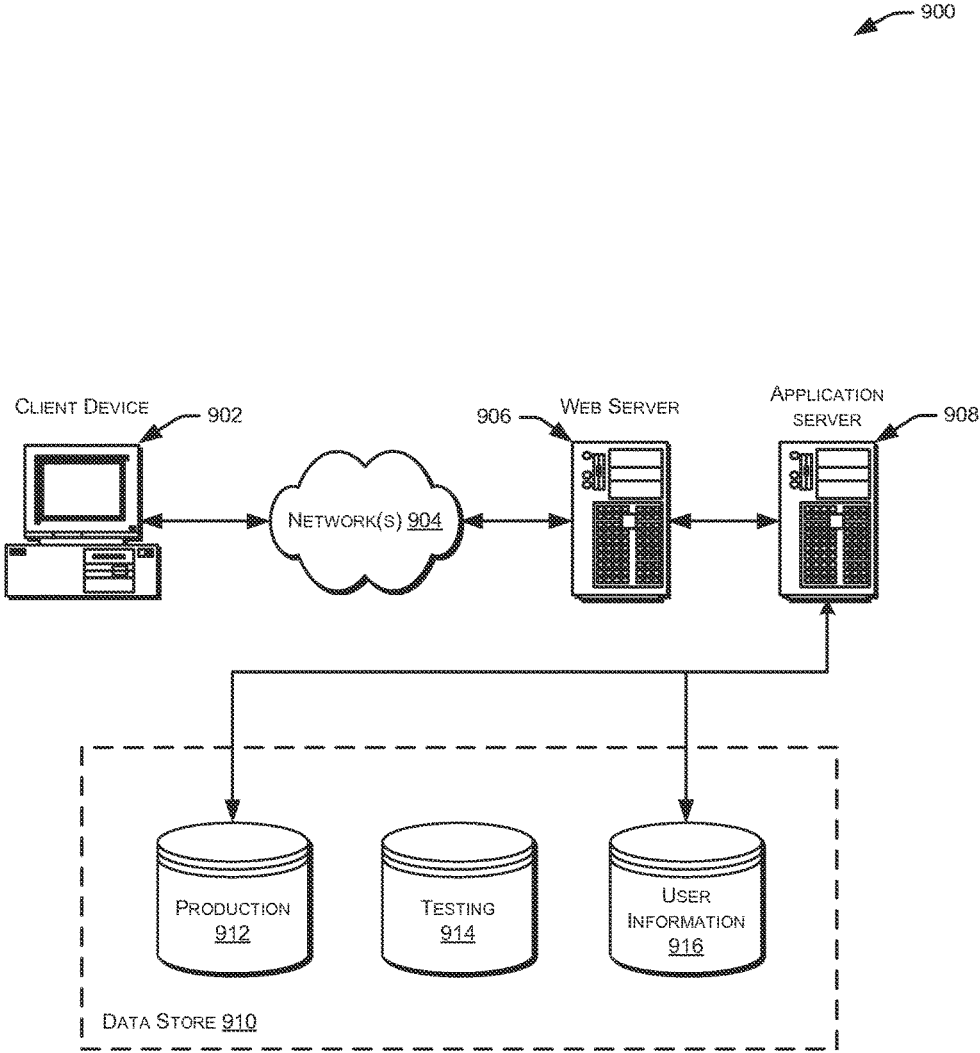 900
CLIENT DEVICE
902
906
WEB SERVER
APPLICATION
SERVER
908
NETWORK(S) 904
PRODUCTION
912
TESTING
914
USER
INFORMATION
916
DATA STORE 910